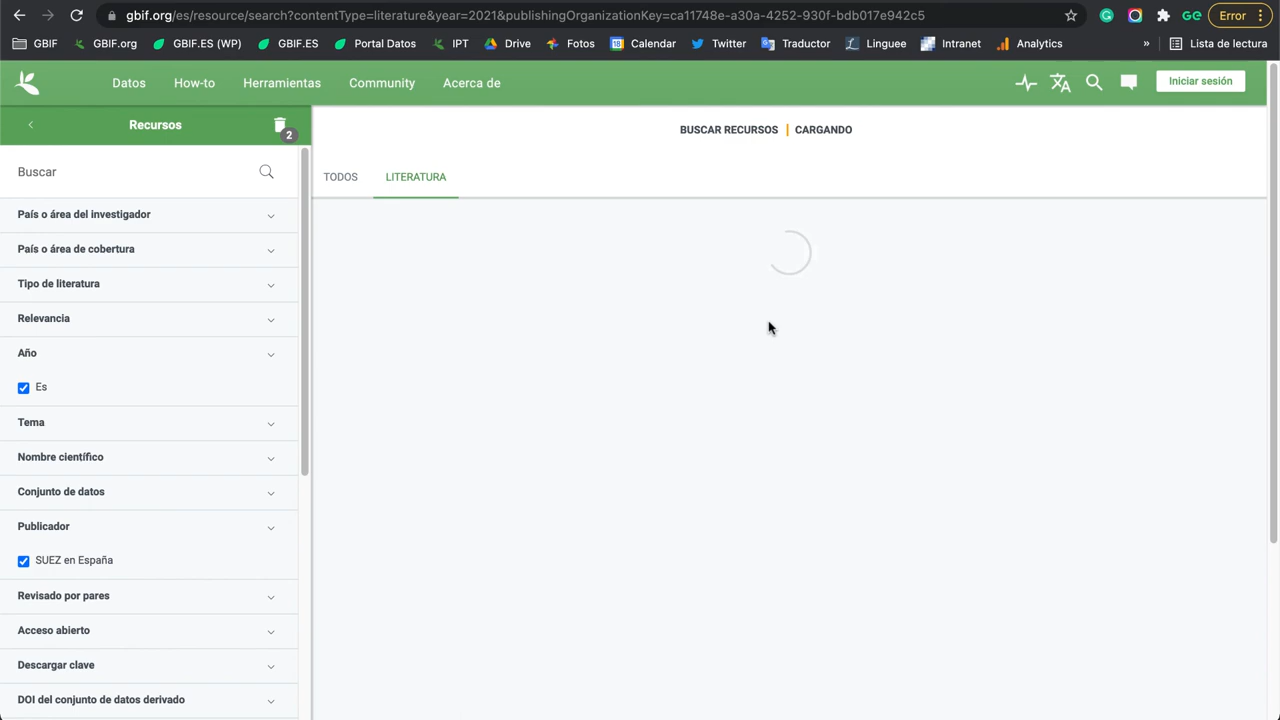 gbif.org/es/resource/search?contentType=literature&year=2021&publishingOrganizationKey=ca11748e-a30a-4252-930f-bdb017e942c5
GE
Error
GBIF
GBIF.org
GBIF.ES (WP)
GBIF.ES
Portal Datos
IPT
Drive
Fotos
18
Calendar
Twitter
Traductor
Linguee
Intranet
Analytics
»
Lista de lectura
Datos
How-to
Herramientas
Community
Acerca de
Iniciar sesión
Recursos
2
BUSCAR RECURSOS | CARGANDO
Buscar
TODOS
LITERATURA
País o área del investigador
País o área de cobertura
Tipo de literatura
Relevancia
Año
Es
Tema
Nombre científico
Conjunto de datos
Publicador
SUEZ en España
Revisado por pares
Acceso abierto
Descargar clave
DOI del conjunto de datos derivado